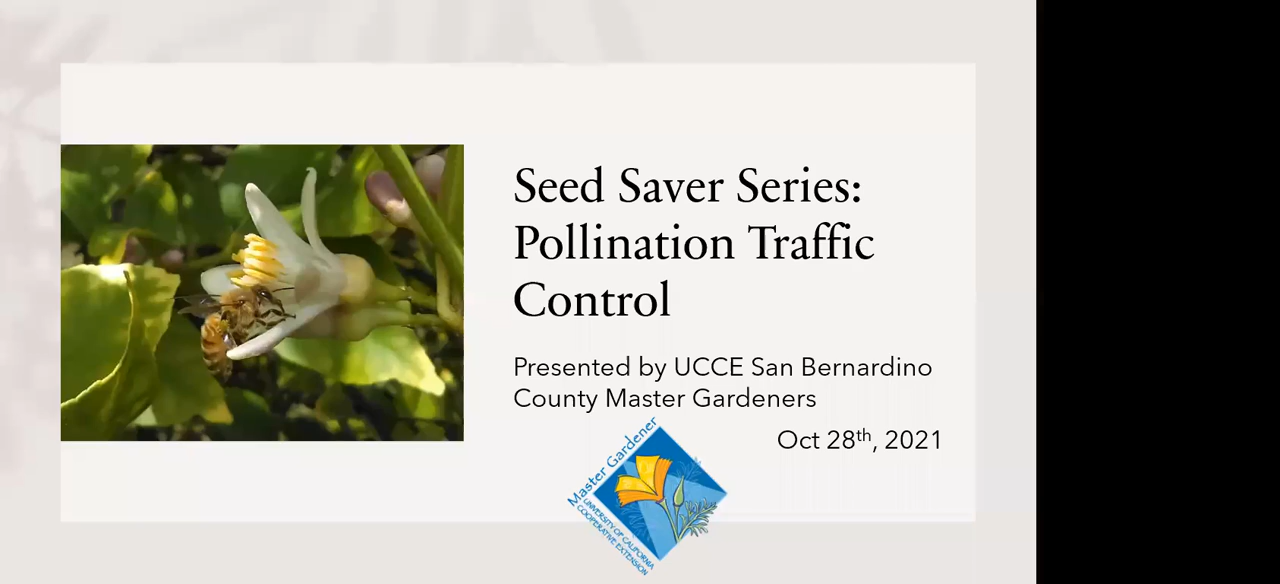 Seed Saver Series:
Pollination Traffic
Control
Presented by UCCE San Bernardino
County Master Gardeners
Oct 28th, 2021
Master Gardener
UNIVERSITY OF CALIFORNIA
COOPERATIVE EXTENSION